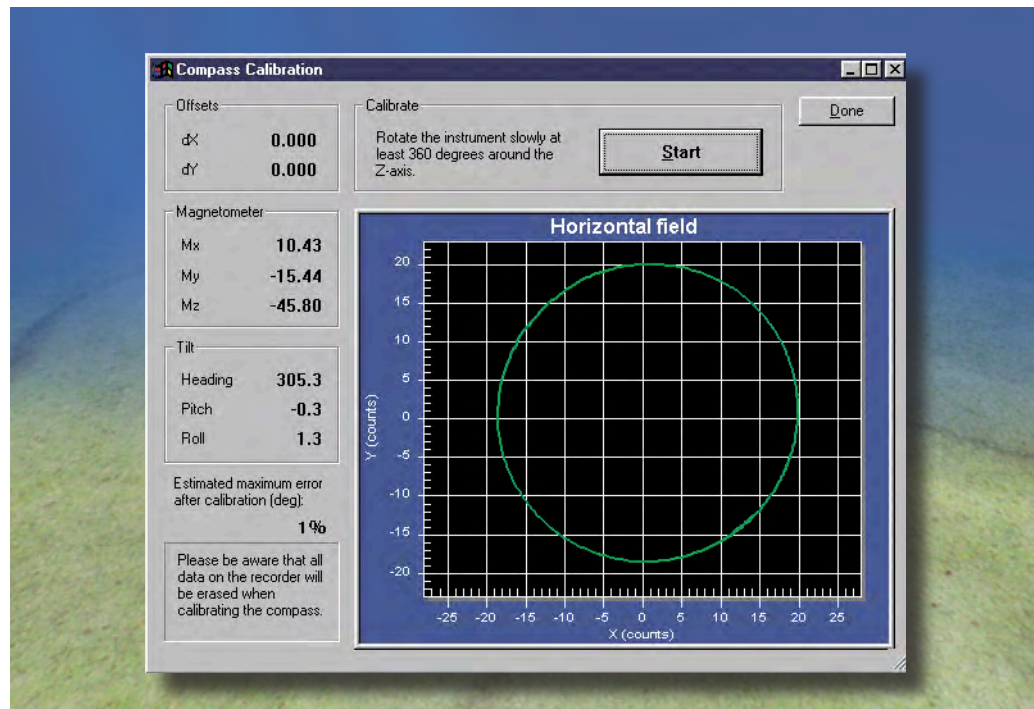 Compass Calibration
Offsets
dX 0.000
dY 0.000
Calibrate
Rotate the instrument slowly at
least 360 degrees around the
Z-axis.
Start
Done
Magnetometer
Mx 10.43
My -15.44
Mz -45.80
Tilt
Heading 305.3
Pitch -0.3
Roll 1.3
Estimated maximum error
after calibration (deg):
1%
Please be aware that all
data on the recorder will
be erased when
calibrating the compass.
Horizontal field
Y (counts)
20
15
10
5
0
-5
-10
-15
-20
-25 -20 -15 -10 -5 0 5 10 15 20 25
X (counts)